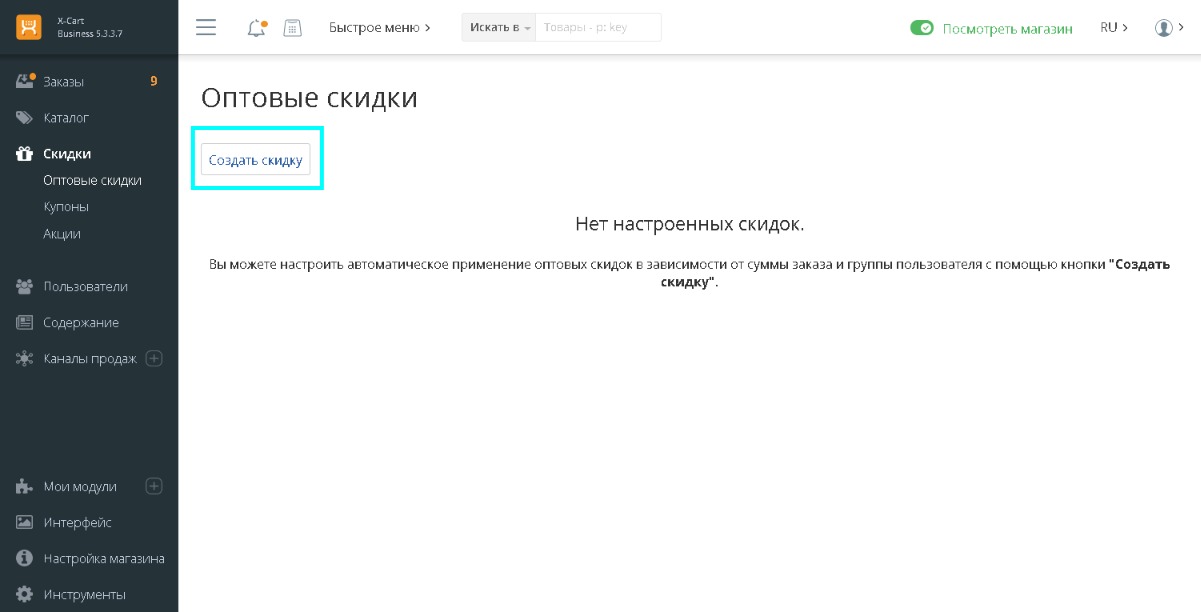 X-Cart
Business 5.3.3.7
Быстрое меню
Искать в
Товары - p: key
Посмотреть магазин
RU
Заказы
9
Каталог
Скидки
Оптовые скидки
Купоны
Акции
Пользователи
Содержание
Каналы продаж
Мои модули
Интерфейс
Настройка магазина
Инструменты
Оптовые скидки
Создать скидку
Нет настроенных скидок.
Вы можете настроить автоматическое применение оптовых скидок в зависимости от суммы заказа и группы пользователя с помощью кнопки "Создать
скидку".